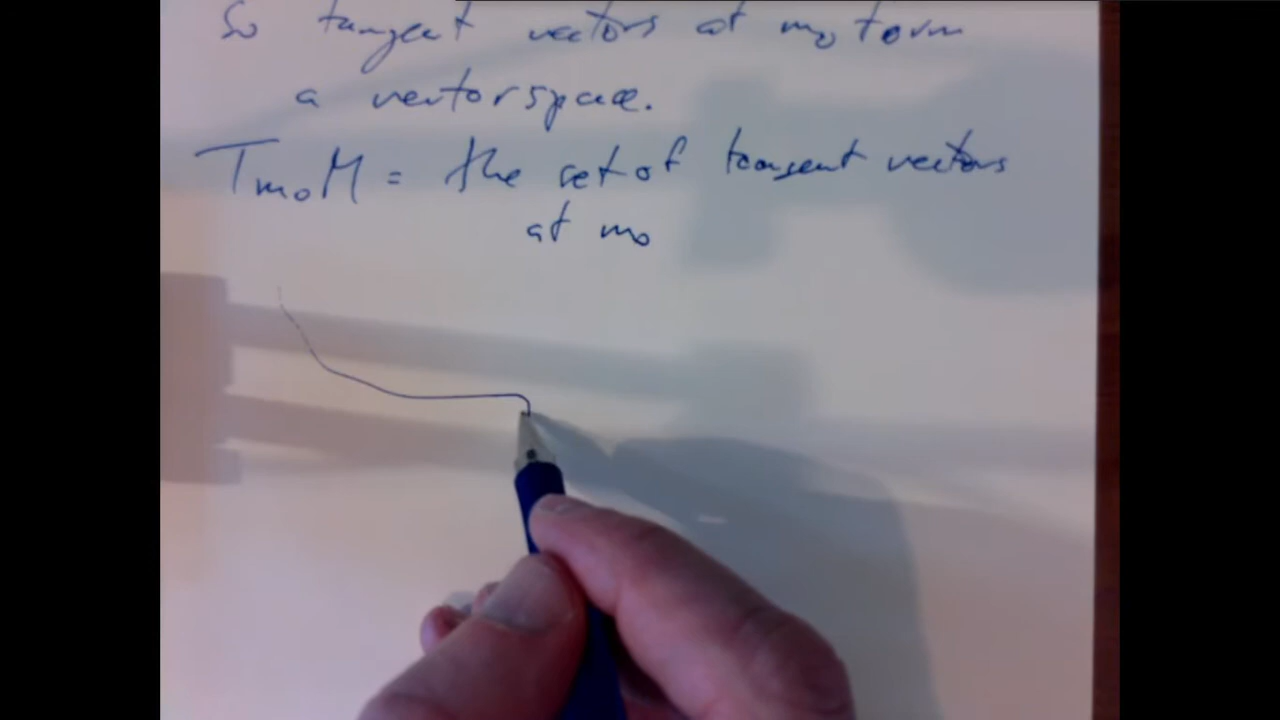 So tangent vectors at m₀ form
a vectorspace.
Tₘ₀M = the set of tangent vectors
at m₀